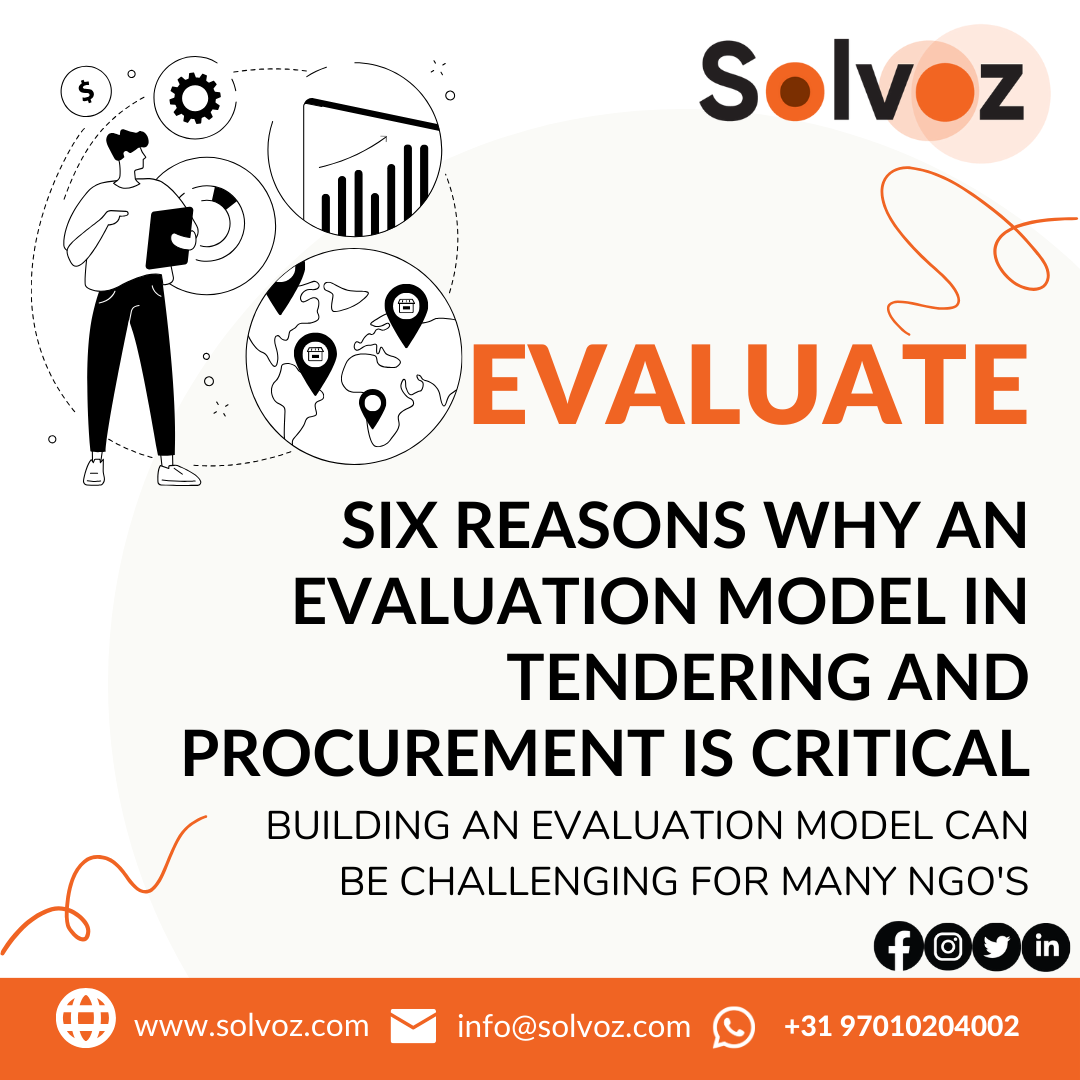 Solvoz
$
EVALUATE
SIX REASONS WHY AN
EVALUATION MODEL IN
TENDERING AND
PROCUREMENT IS CRITICAL
BUILDING AN EVALUATION MODEL CAN
BE CHALLENGING FOR MANY NGO'S
in
www.solvoz.com info@solvoz.com +31 97010204002